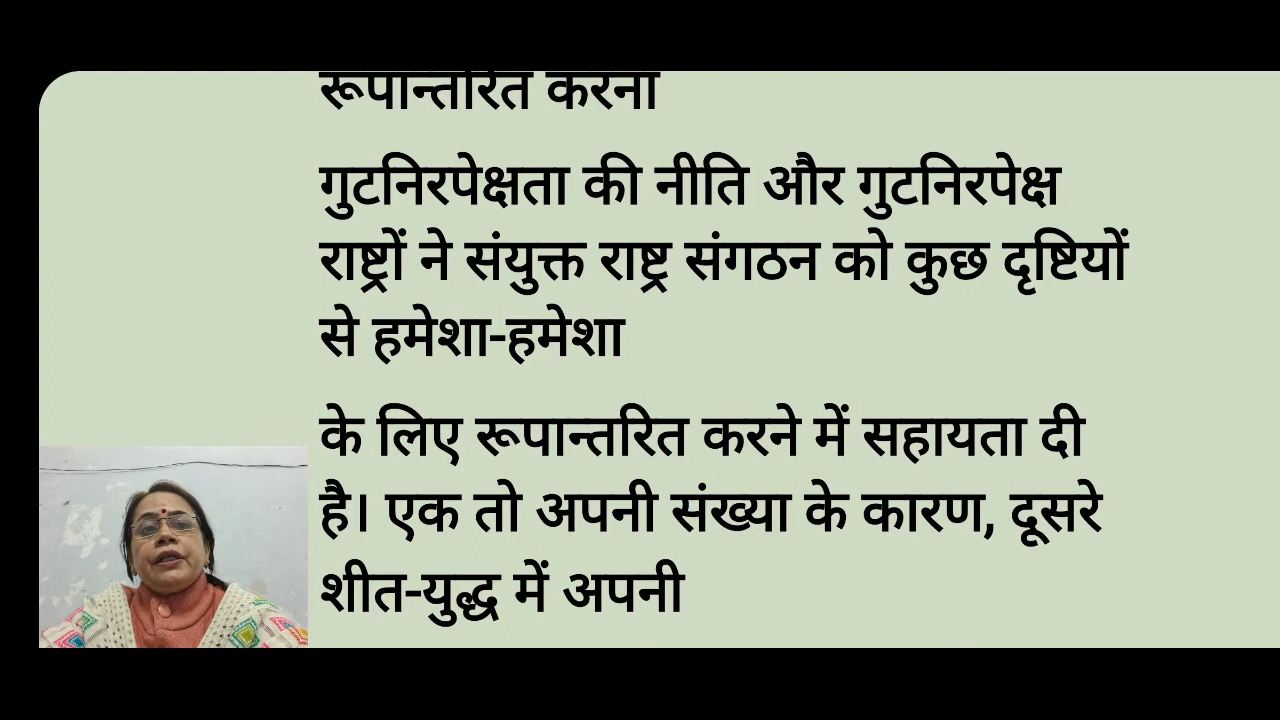 रूपान्तरित करना
गुटनिरपेक्षता की नीति और गुटनिरपेक्ष
राष्ट्रों ने संयुक्त राष्ट्र संगठन को कुछ दृष्टियों
से हमेशा-हमेशा
के लिए रूपान्तरित करने में सहायता दी
है। एक तो अपनी संख्या के कारण, दूसरे
शीत-युद्ध में अपनी